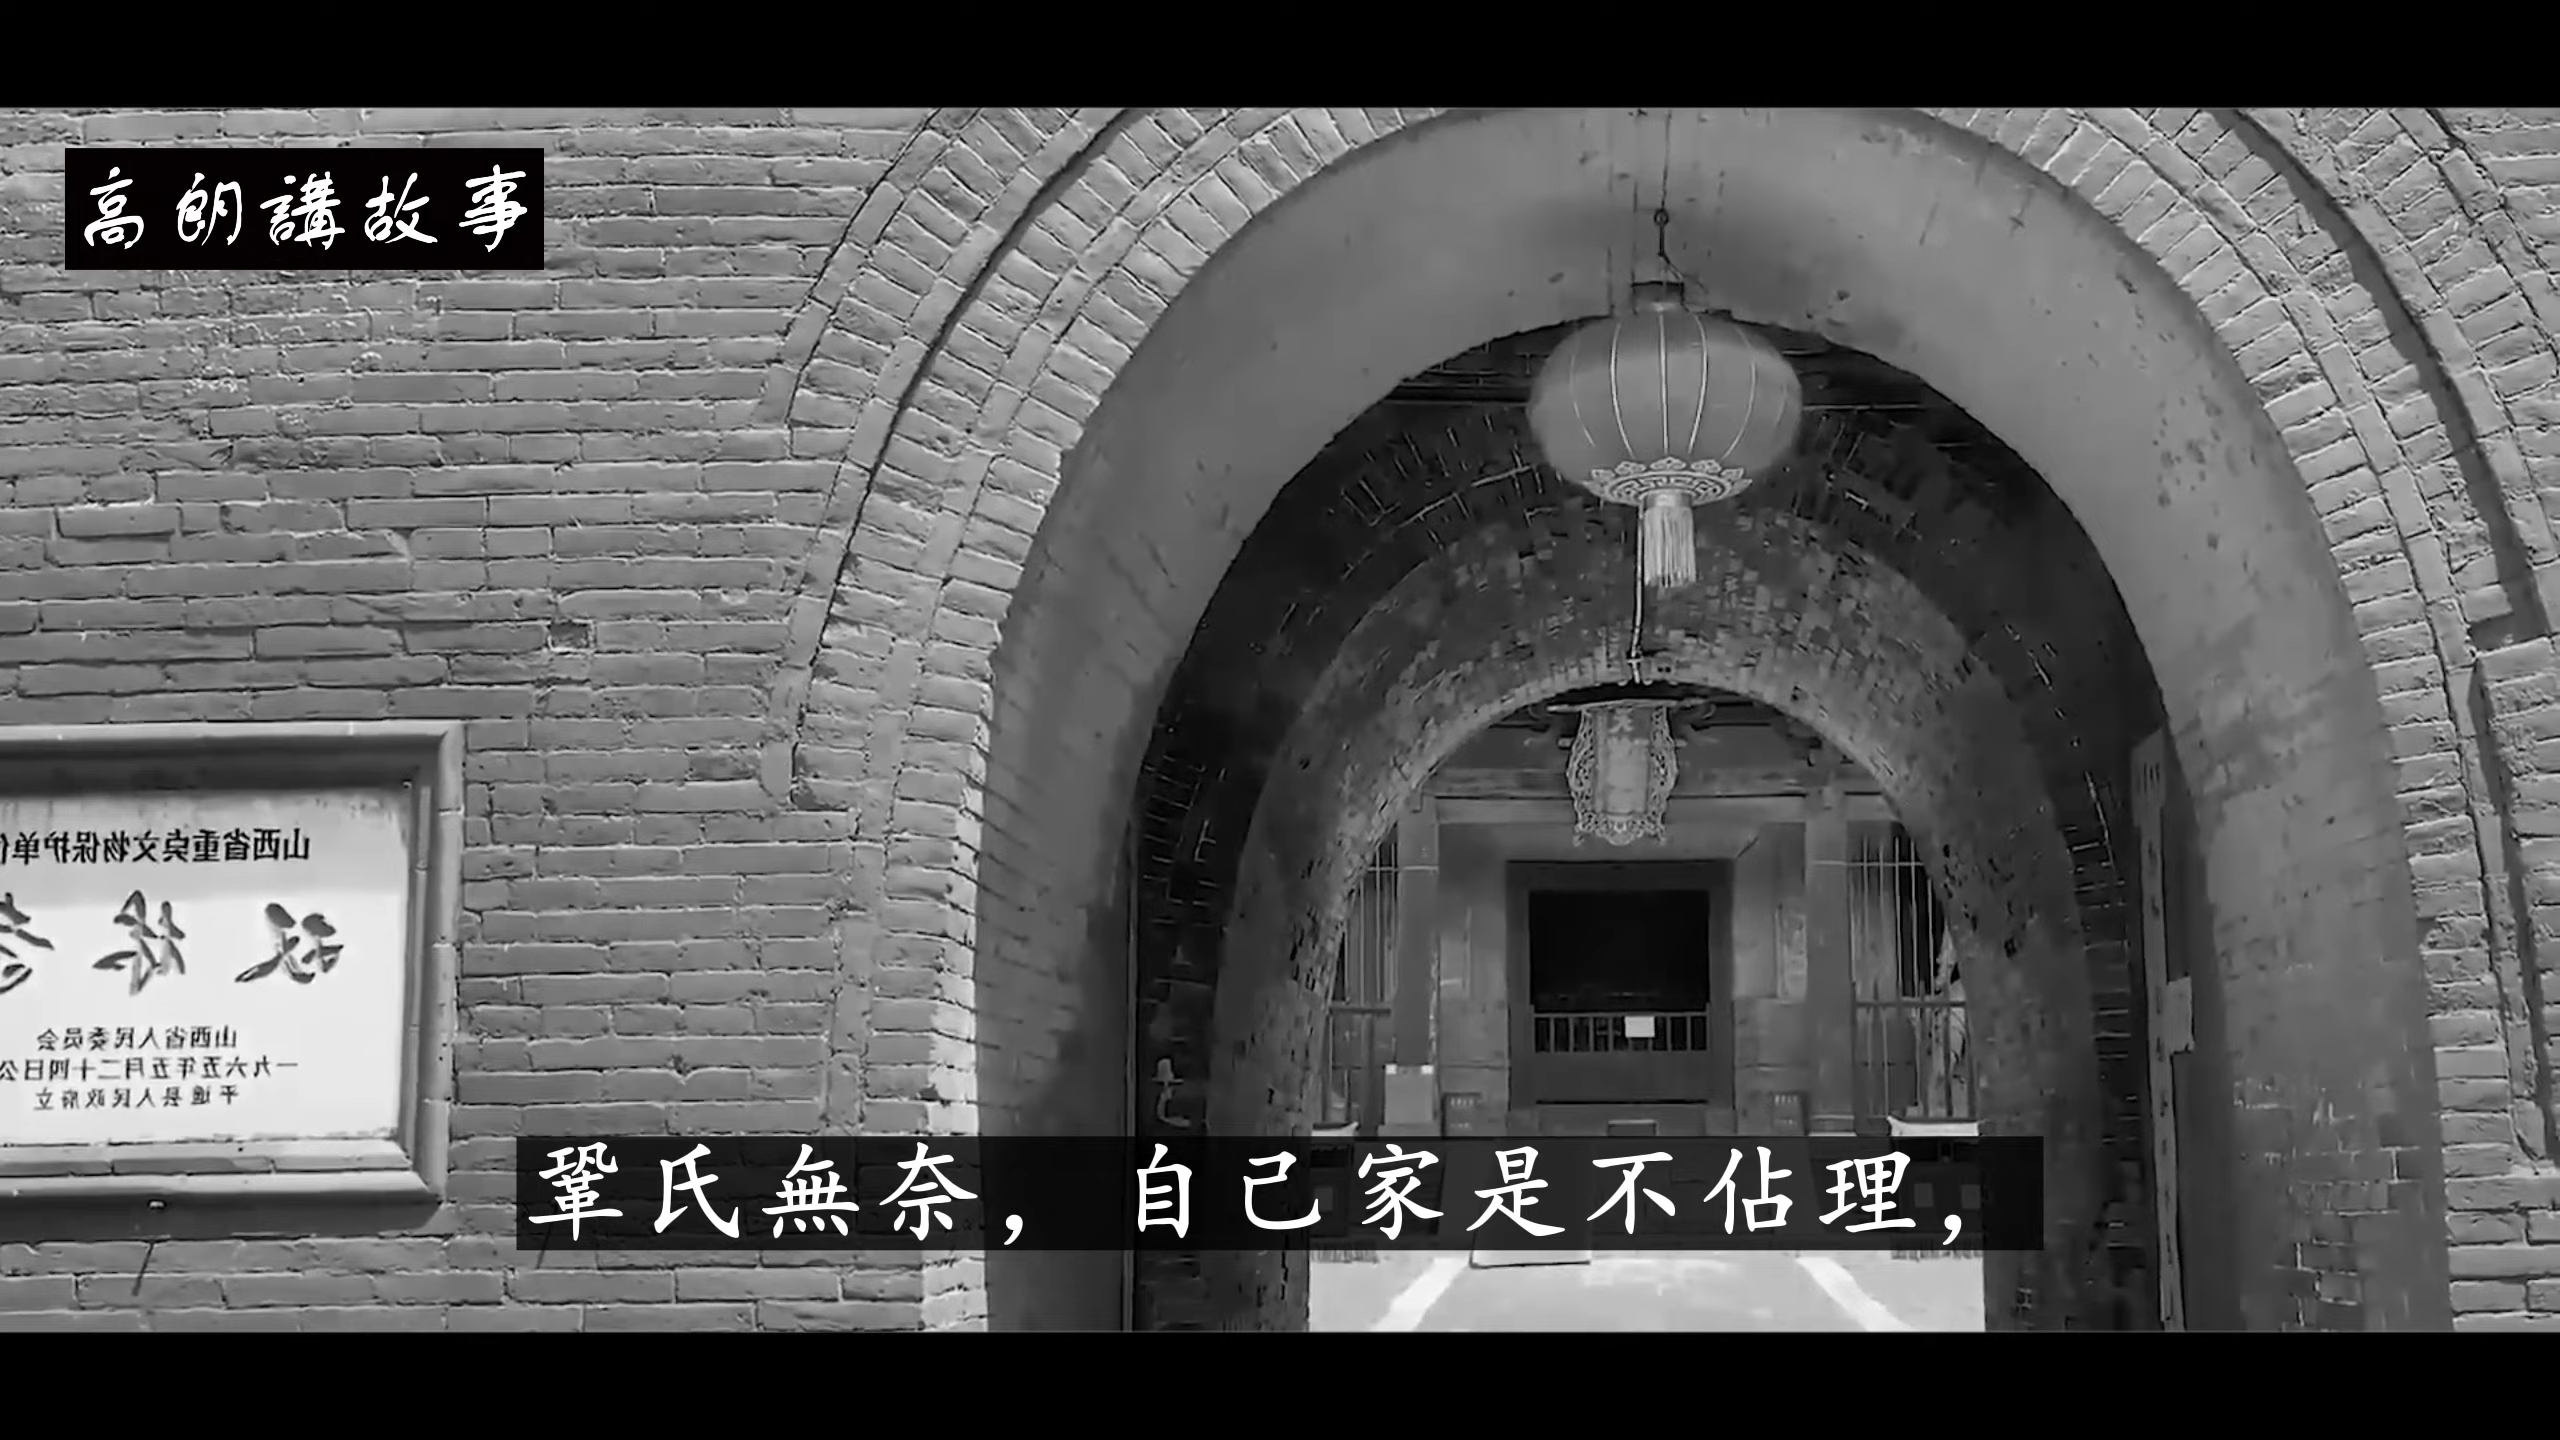 高朗講故事
山西省重点文物保护单
双林
山西省人民委员会
一九六五年五月二十四日公
平遥县人民政府立
鞏氏無奈，自己家是不佔理，